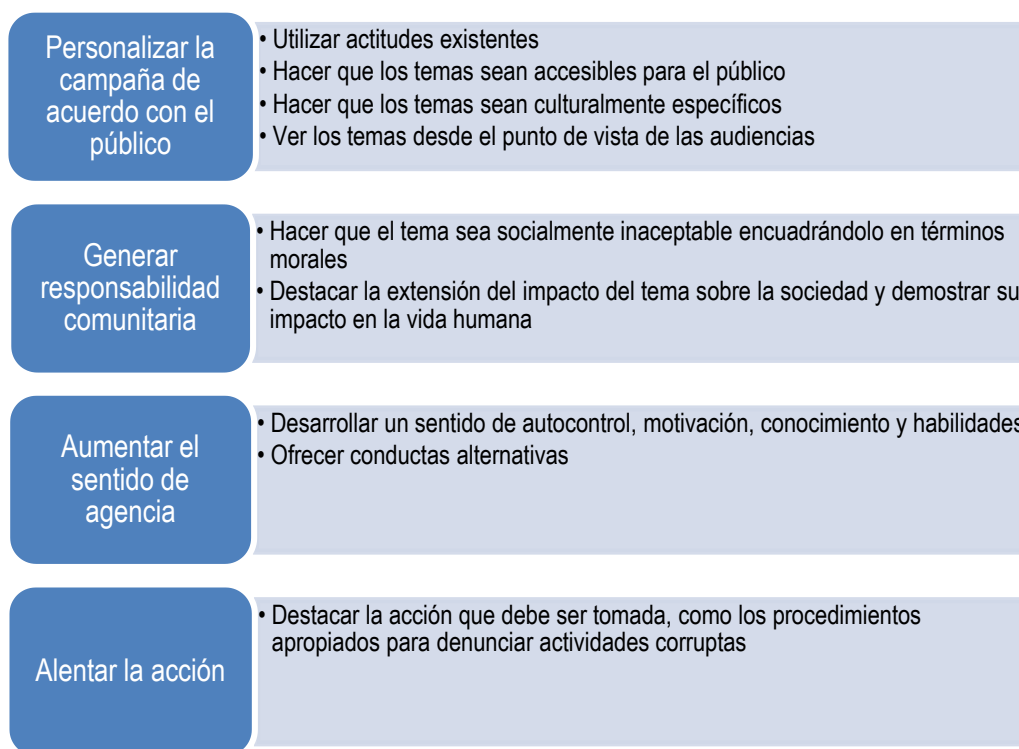 Personalizar la
campaña de
acuerdo con el
público
• Utilizar actitudes existentes
• Hacer que los temas sean accesibles para el público
• Hacer que los temas sean culturalmente específicos
• Ver los temas desde el punto de vista de las audiencias
Generar
responsabilidad
comunitaria
• Hacer que el tema sea socialmente inaceptable encuadrándolo en términos
morales
• Destacar la extensión del impacto del tema sobre la sociedad y demostrar su
impacto en la vida humana
Aumentar el
sentido de
agencia
• Desarrollar un sentido de autocontrol, motivación, conocimiento y habilidades
• Ofrecer conductas alternativas
Alentar la acción
• Destacar la acción que debe ser tomada, como los procedimientos
apropiados para denunciar actividades corruptas